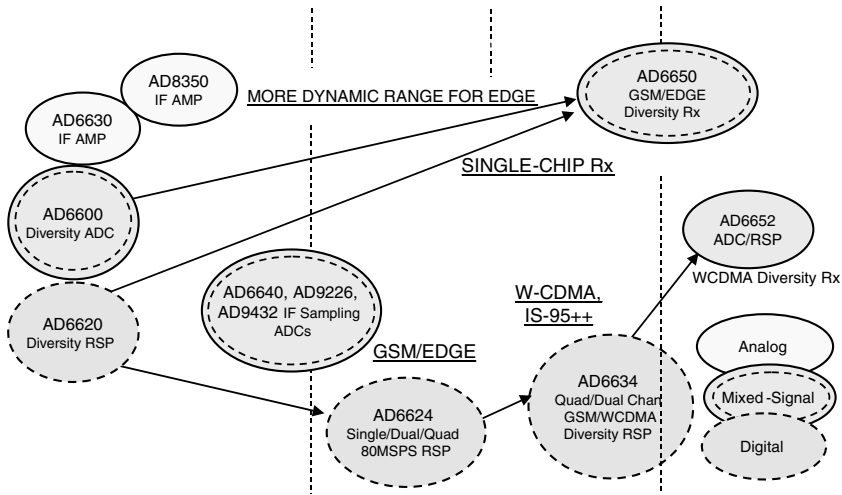 AD8350
IF AMP
AD6630
IF AMP
MORE DYNAMIC RANGE FOR EDGE
AD6650
GSM/EDGE
Diversity Rx
SINGLE-CHIP Rx
AD6600
Diversity ADC
AD6652
ADC/RSP
WCDMA Diversity Rx
AD6620
Diversity RSP
AD6640, AD9226,
AD9432 IF Sampling
ADCs
W-CDMA,
IS-95++
GSM/EDGE
AD6624
Single/Dual/Quad
80MSPS RSP
AD6634
Quad/Dual Chan
GSM/WCDMA
Diversity RSP
Analog
Mixed-Signal
Digital